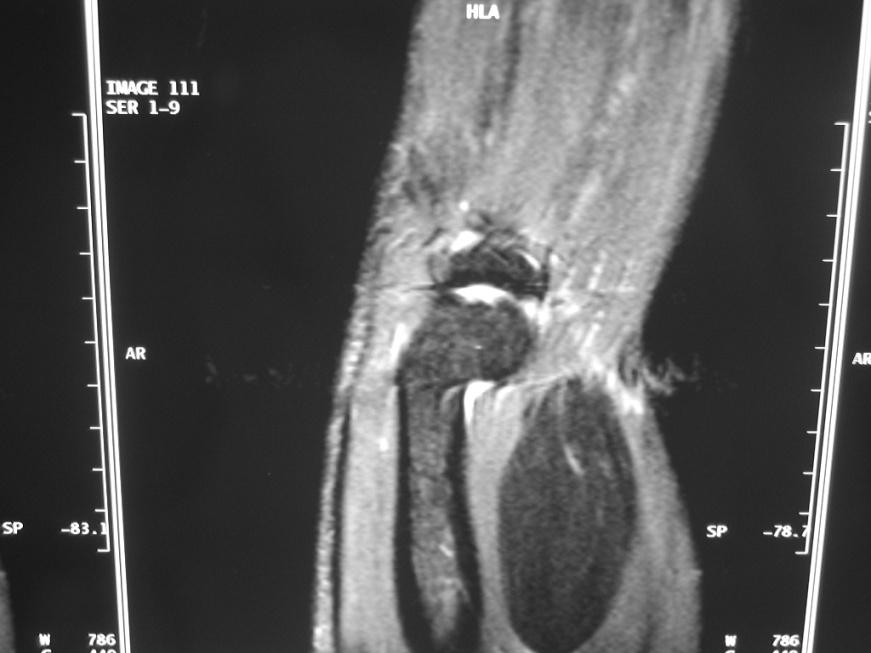 HLA
IMAGE 111
SER 1-9
AR
AR
SP -83.1
SP -78.7
W 786
W 786